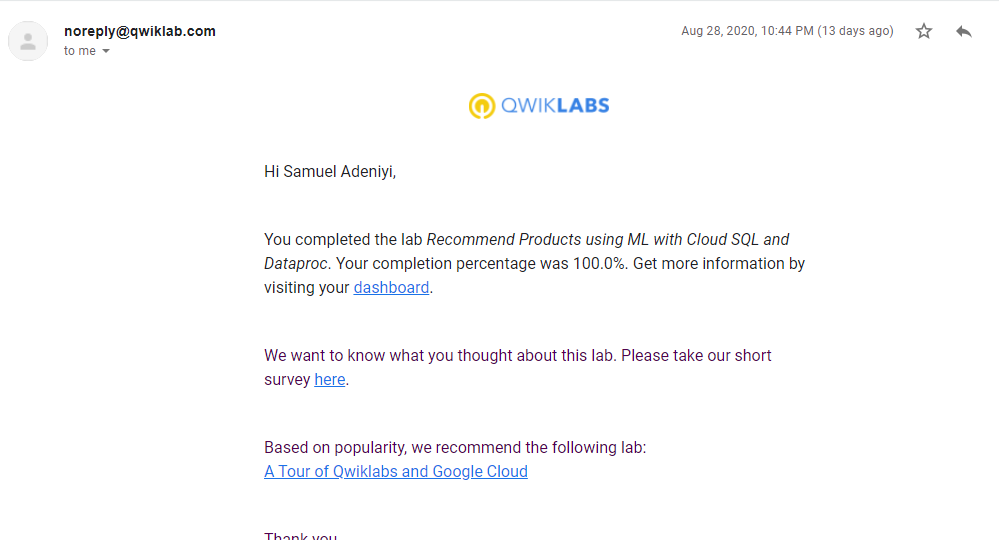 noreply@qwiklab.com
Aug 28, 2020, 10:44 PM (13 days ago)
to me
QWIKLABS
Hi Samuel Adeniyi,
You completed the lab Recommend Products using ML with Cloud SQL and
Dataproc. Your completion percentage was 100.0%. Get more information by
visiting your dashboard.
We want to know what you thought about this lab. Please take our short
survey here.
Based on popularity, we recommend the following lab:
A Tour of Qwiklabs and Google Cloud
Thank you